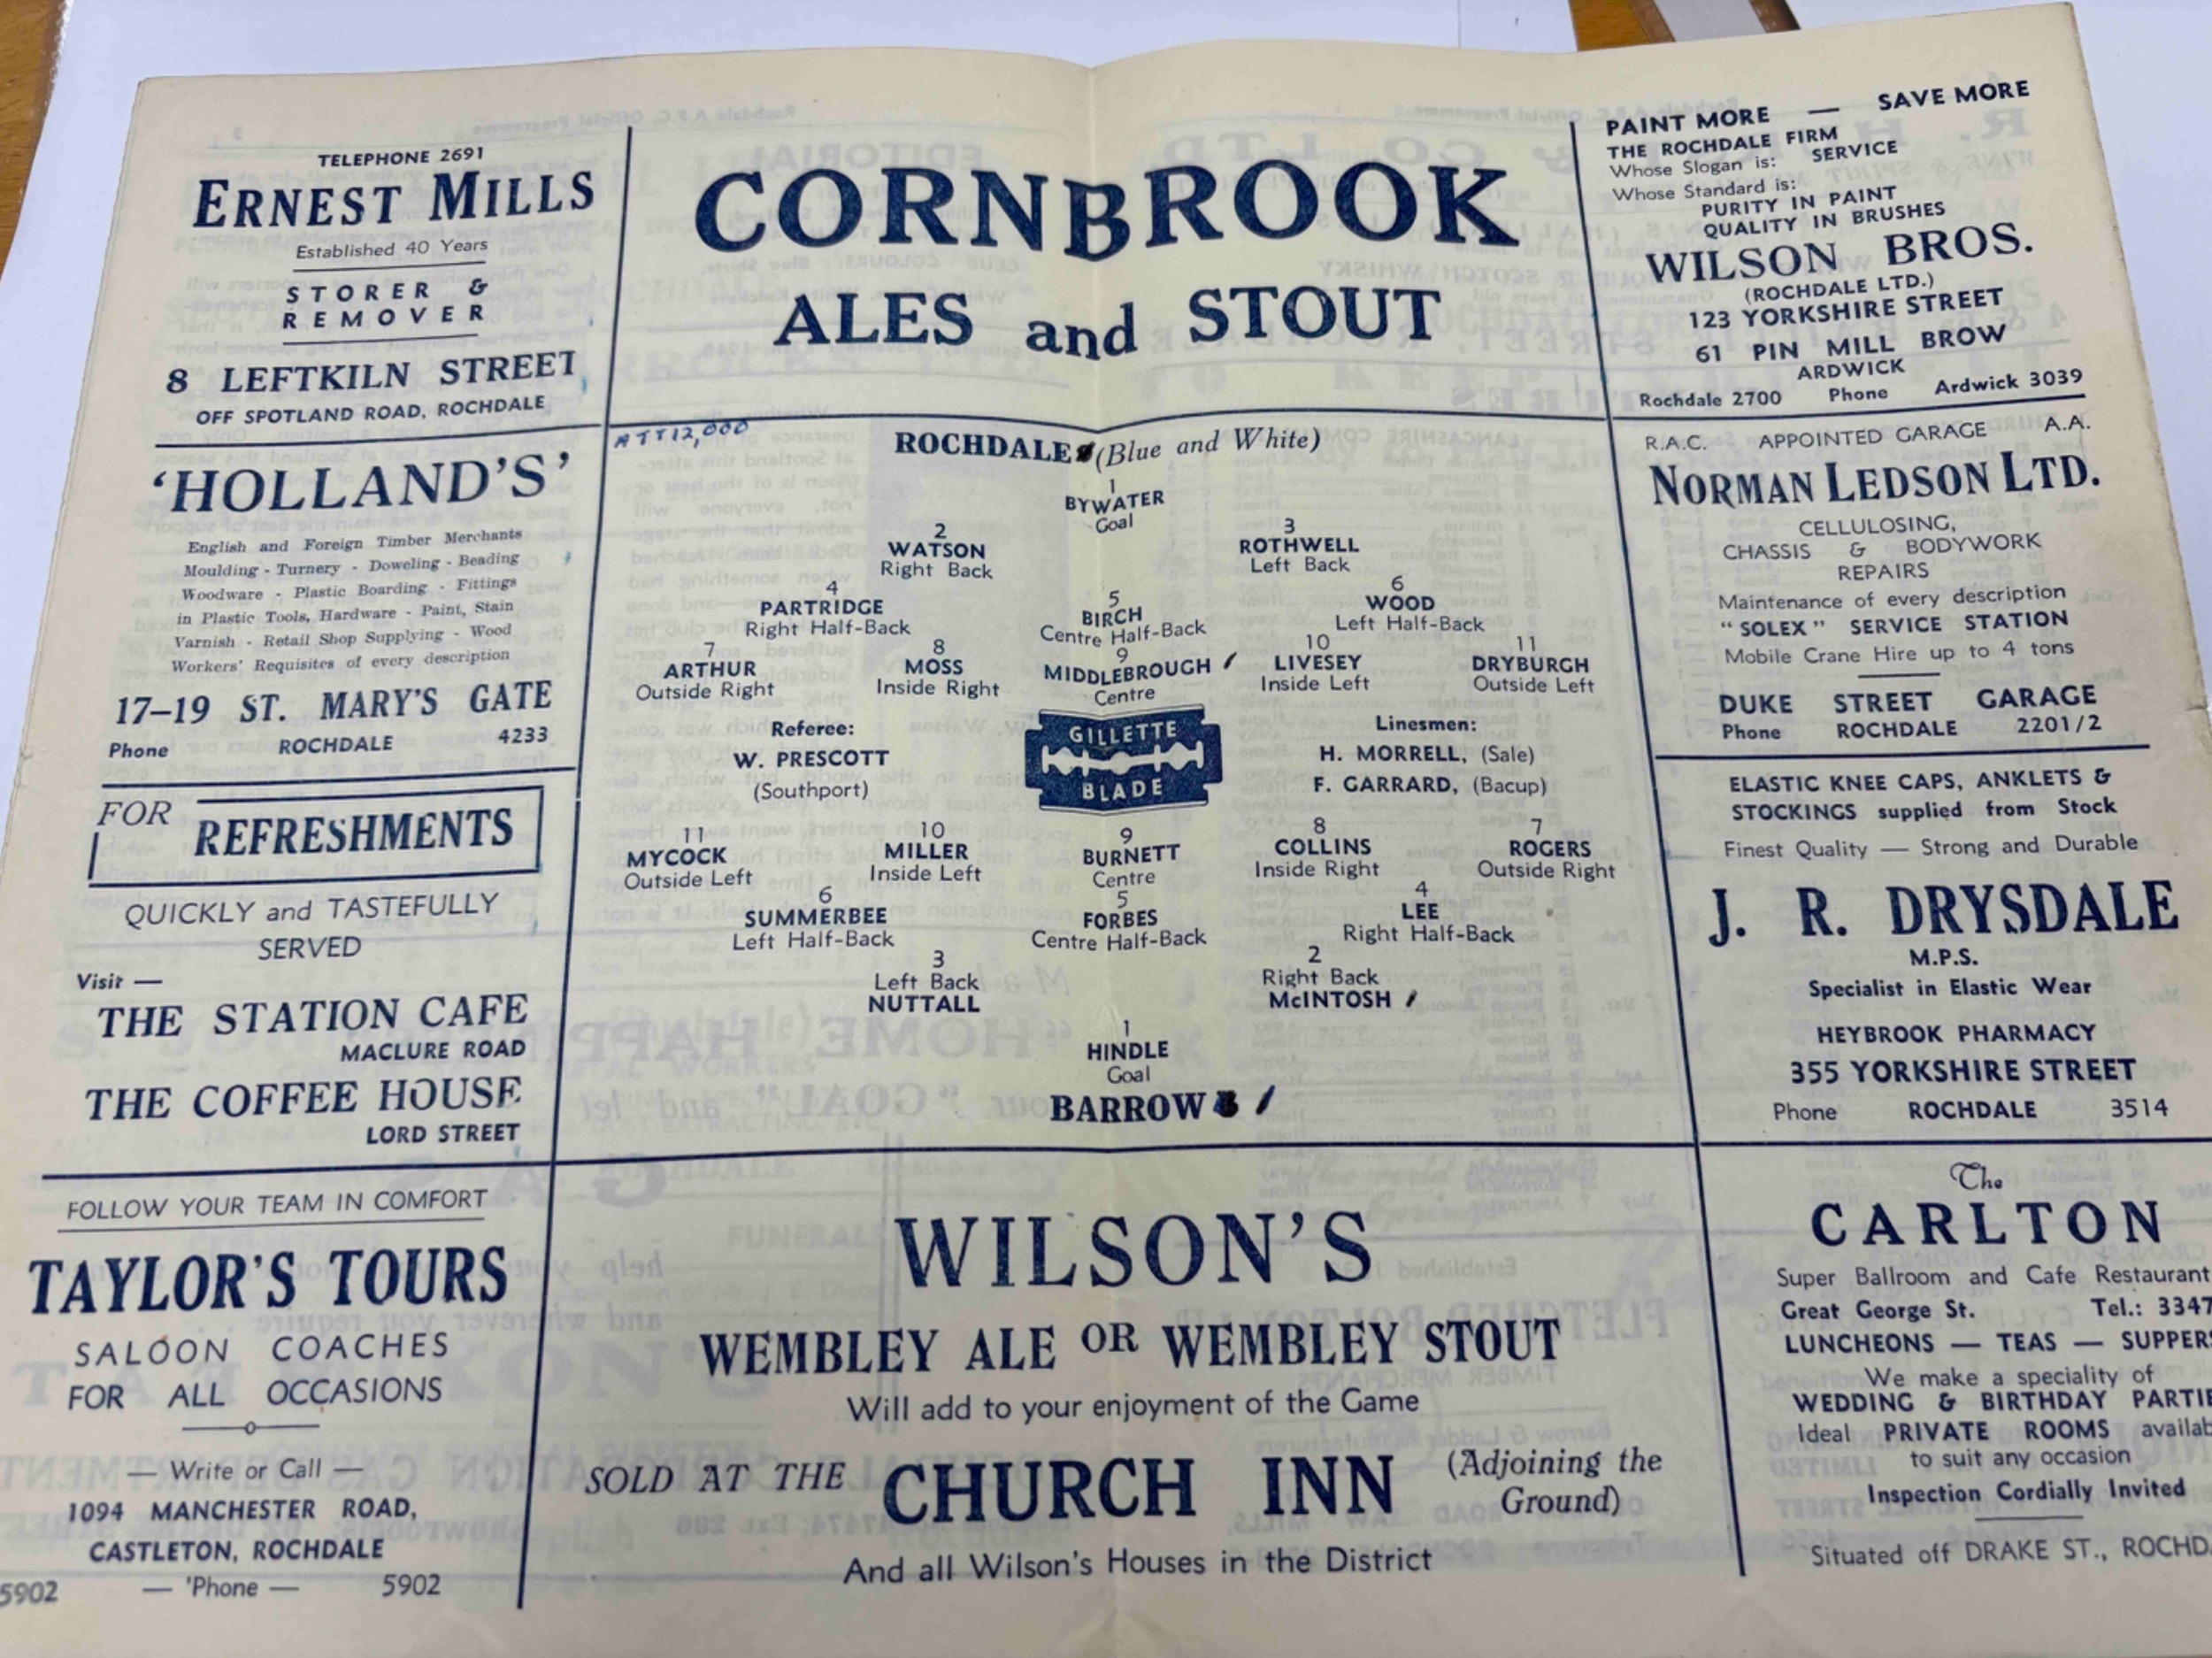 TELEPHONE 2691
ERNEST MILLS
Established 40 Years
STORER &
REMOVER
8 LEFTKILN STREET
OFF SPOTLAND ROAD, ROCHDALE
'HOLLAND'S'
English and Foreign Timber Merchants
Moulding - Turnery - Doweling - Beading
Woodware - Plastic Boarding - Fittings
in Plastic Tools, Hardware - Paint, Stain
Varnish - Retail Shop Supplying - Wood
Workers' Requisites of every description
17-19 ST. MARY'S GATE
Phone ROCHDALE 4233
FOR
REFRESHMENTS
QUICKLY and TASTEFULLY
SERVED
Visit —
THE STATION CAFE
MACLURE ROAD
THE COFFEE HOUSE
LORD STREET
FOLLOW YOUR TEAM IN COMFORT
TAYLOR'S TOURS
SALOON COACHES
FOR ALL OCCASIONS
— Write or Call —
1094 MANCHESTER ROAD,
CASTLETON, ROCHDALE
5902 — 'Phone — 5902
CORNBROOK
ALES and STOUT
ATT 12,000
ROCHDALE (Blue and White)
1
BYWATER
Goal
2 3
WATSON ROTHWELL
Right Back Left Back
4 5 6
PARTRIDGE BIRCH WOOD
Right Half-Back Centre Half-Back Left Half-Back
7 8 9 10 11
ARTHUR MOSS MIDDLEBROUGH LIVESEY DRYBURGH
Outside Right Inside Right Centre Inside Left Outside Left
Referee: Linesmen:
W. PRESCOTT H. MORRELL, (Sale)
(Southport) F. GARRARD, (Bacup)
GILLETTE
BLADE
11 10 9 8 7
MYCOCK MILLER BURNETT COLLINS ROGERS
Outside Left Inside Left Centre Inside Right Outside Right
6 5 4
SUMMERBEE FORBES LEE
Left Half-Back Centre Half-Back Right Half-Back
3 2
Left Back Right Back
NUTTALL McINTOSH
1
HINDLE
Goal
BARROW
WILSON'S
WEMBLEY ALE OR WEMBLEY STOUT
Will add to your enjoyment of the Game
SOLD AT THE CHURCH INN (Adjoining the
Ground)
And all Wilson's Houses in the District
PAINT MORE — SAVE MORE
THE ROCHDALE FIRM
Whose Slogan is: SERVICE
Whose Standard is:
PURITY IN PAINT
QUALITY IN BRUSHES
WILSON BROS.
(ROCHDALE LTD.)
123 YORKSHIRE STREET
61 PIN MILL BROW
ARDWICK
Rochdale 2700 Phone Ardwick 3039
R.A.C. APPOINTED GARAGE A.A.
NORMAN LEDSON LTD.
CELLULOSING,
CHASSIS & BODYWORK
REPAIRS
Maintenance of every description
"SOLEX" SERVICE STATION
Mobile Crane Hire up to 4 tons
DUKE STREET GARAGE
Phone ROCHDALE 2201/2
ELASTIC KNEE CAPS, ANKLETS &
STOCKINGS supplied from Stock
Finest Quality — Strong and Durable
J. R. DRYSDALE
M.P.S.
Specialist in Elastic Wear
HEYBROOK PHARMACY
355 YORKSHIRE STREET
Phone ROCHDALE 3514
The
CARLTON
Super Ballroom and Cafe Restaurant
Great George St. Tel.: 3347
LUNCHEONS — TEAS — SUPPER
We make a speciality of
WEDDING & BIRTHDAY PARTIE
Ideal PRIVATE ROOMS availab
to suit any occasion
Inspection Cordially Invited
Situated off DRAKE ST., ROCHD